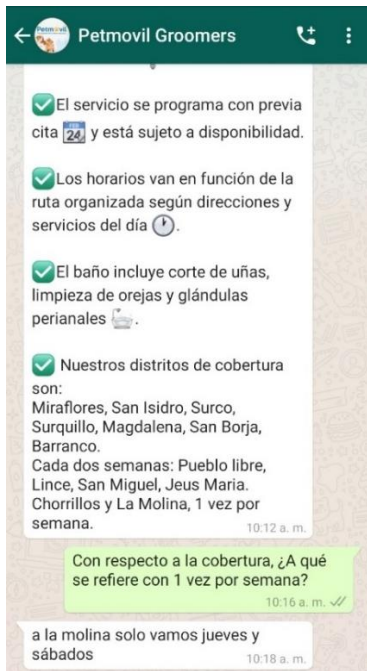 Petmovil Groomers
✅El servicio se programa con previa
cita 📅 y está sujeto a disponibilidad.
✅Los horarios van en función de la
ruta organizada según direcciones y
servicios del día 🕐.
✅El baño incluye corte de uñas,
limpieza de orejas y glándulas
perianales 🛁.
✅ Nuestros distritos de cobertura
son:
Miraflores, San Isidro, Surco,
Surquillo, Magdalena, San Borja,
Barranco.
Cada dos semanas: Pueblo libre,
Lince, San Miguel, Jeus Maria.
Chorrillos y La Molina, 1 vez por
semana.
10:12 a. m.
Con respecto a la cobertura, ¿A qué
se refiere con 1 vez por semana?
10:16 a. m.
a la molina solo vamos jueves y
sábados
10:18 a. m.